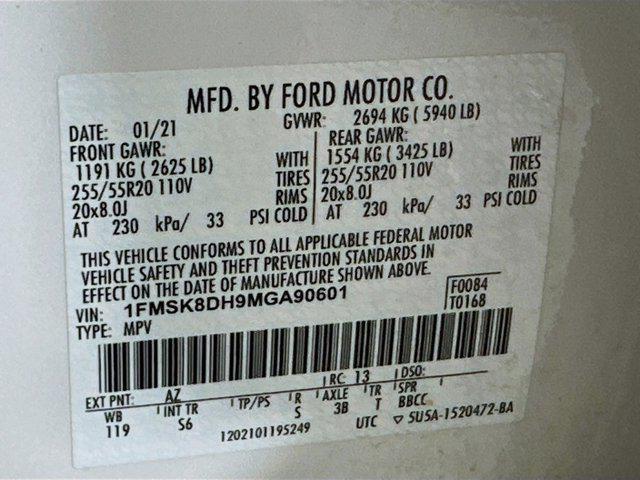 MFD. BY FORD MOTOR CO.
DATE: 01/21 GVWR: 2694 KG ( 5940 LB)
FRONT GAWR: REAR GAWR:
1191 KG ( 2625 LB) WITH 1554 KG ( 3425 LB) WITH
255/55R20 110V TIRES 255/55R20 110V TIRES
20x8.0J RIMS 20x8.0J RIMS
AT 230 kPa/ 33 PSI COLD AT 230 kPa/ 33 PSI COLD
THIS VEHICLE CONFORMS TO ALL APPLICABLE FEDERAL MOTOR
VEHICLE SAFETY AND THEFT PREVENTION STANDARDS IN
EFFECT ON THE DATE OF MANUFACTURE SHOWN ABOVE.
VIN: 1FMSK8DH9MGA90601 F0084
TYPE: MPV T0168
EXT PNT: AZ RC: 13 DSO:
WB INT TR TP/PS R AXLE TR SPR
119 S6 S 3B T BBCC
1202101195249 UTC ▽ 5U5A-1520472-BA